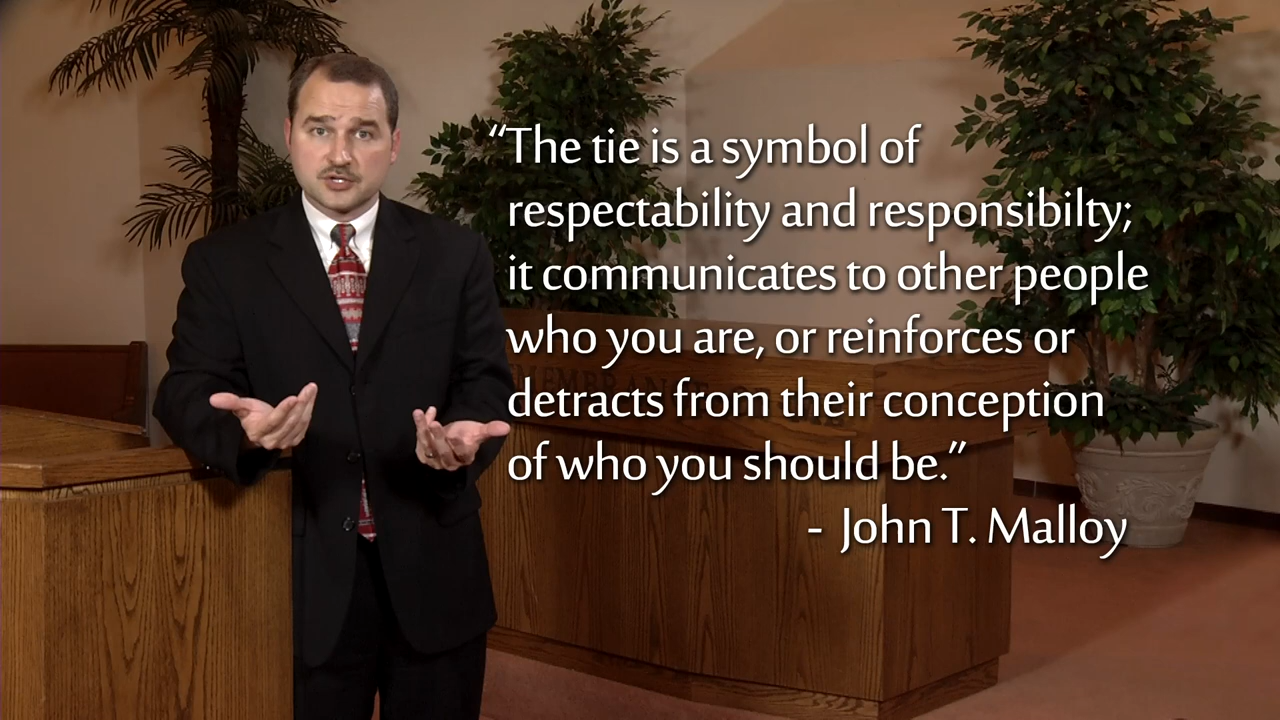 “The tie is a symbol of
respectability and responsibilty;
it communicates to other people
who you are, or reinforces or
detracts from their conception
of who you should be.”
- John T. Malloy